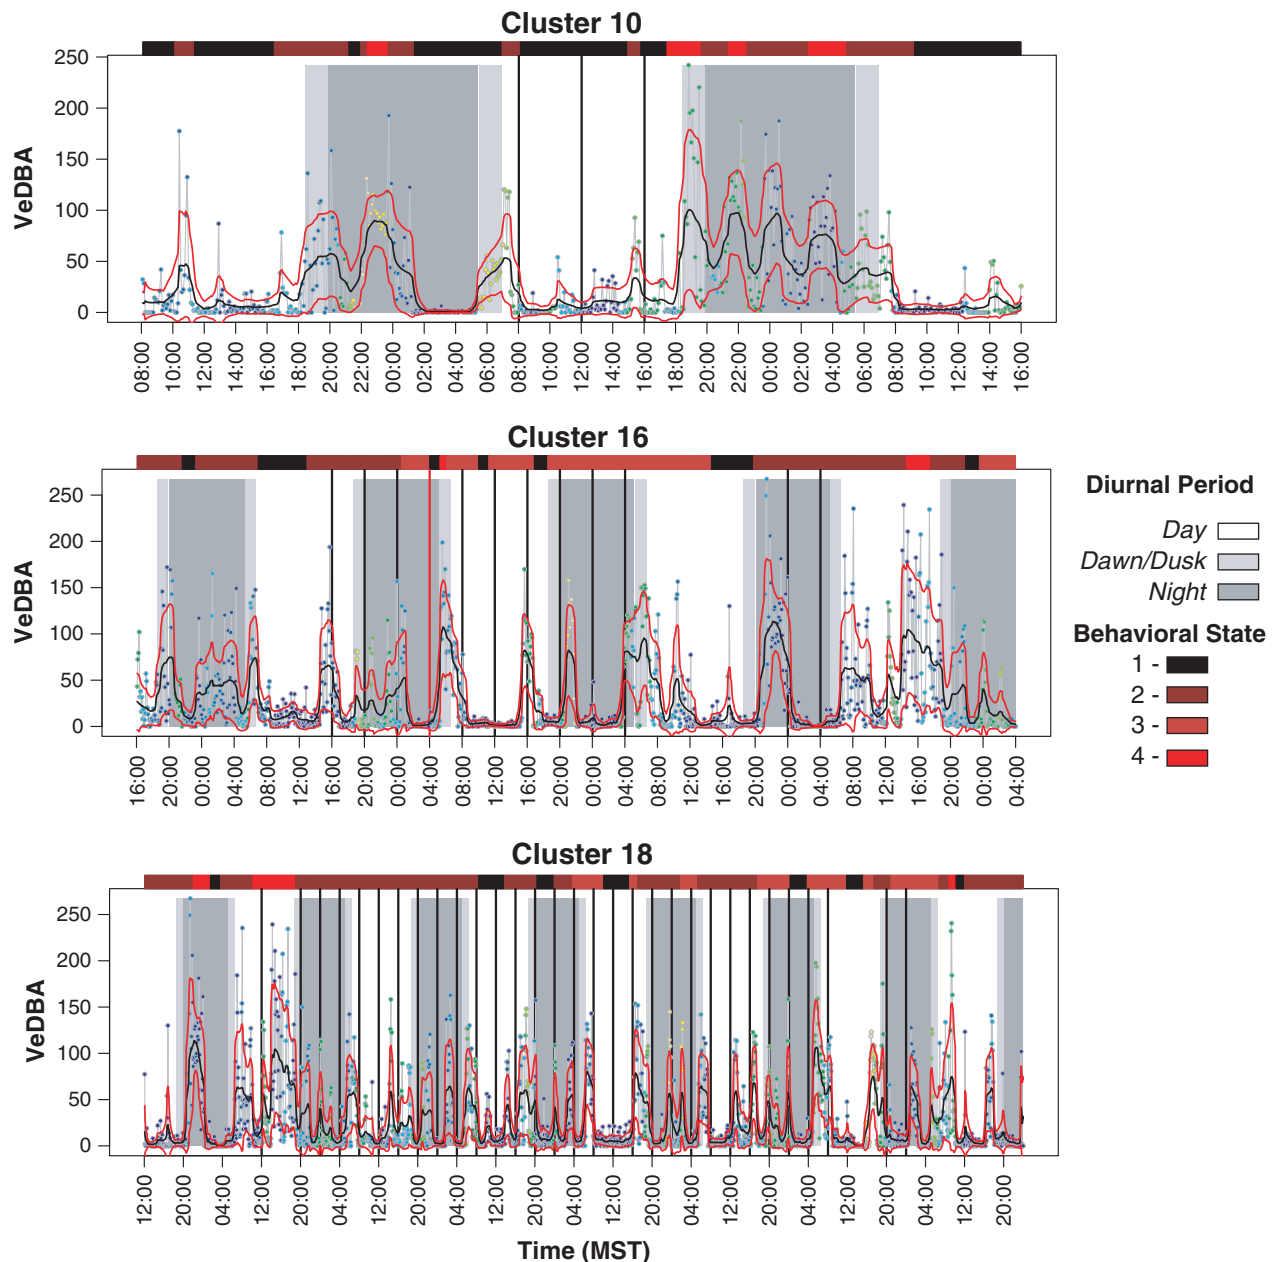 Cluster 10
VeDBA
250
200
150
100
50
0
08:00 10:00 12:00 14:00 16:00 18:00 20:00 22:00 00:00 02:00 04:00 06:00 08:00 10:00 12:00 14:00 16:00 18:00 20:00 22:00 00:00 02:00 04:00 06:00 08:00 10:00 12:00 14:00 16:00
Cluster 16
VeDBA
250
200
150
100
50
0
16:00 20:00 00:00 04:00 08:00 12:00 16:00 20:00 00:00 04:00 08:00 12:00 16:00 20:00 00:00 04:00 08:00 12:00 16:00 20:00 00:00 04:00 08:00 12:00 16:00 20:00 00:00 04:00
Diurnal Period
Day
Dawn/Dusk
Night
Behavioral State
1 -
2 -
3 -
4 -
Cluster 18
VeDBA
250
200
150
100
50
0
12:00 20:00 04:00 12:00 20:00 04:00 12:00 20:00 04:00 12:00 20:00 04:00 12:00 20:00 04:00 12:00 20:00 04:00 12:00 20:00 04:00 12:00 20:00
Time (MST)